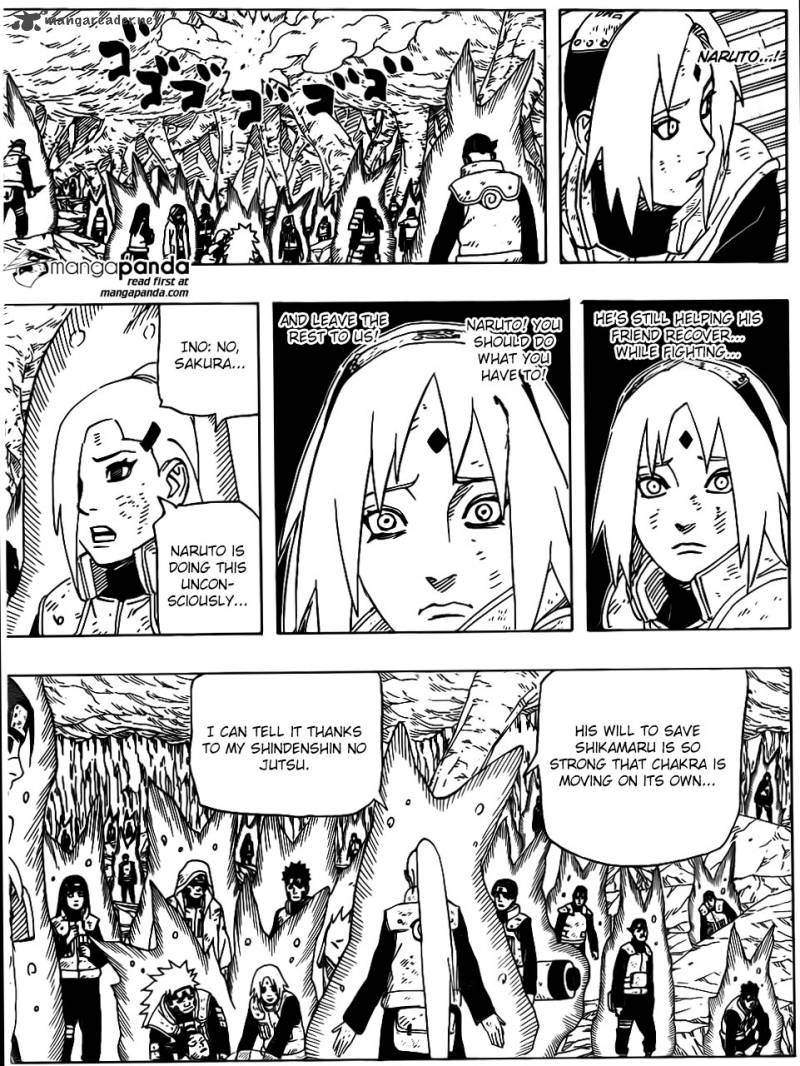 mangareader.net
NARUTO...!
ゴゴゴゴゴゴ
mangapanda
read first at
mangapanda.com
HE'S STILL HELPING HIS
FRIEND RECOVER...
WHILE FIGHTING...
NARUTO! YOU
SHOULD DO
WHAT YOU
HAVE TO!
AND LEAVE THE
REST TO US!
INO: NO,
SAKURA...
NARUTO IS
DOING THIS
UNCON-
SCIOUSLY...
HIS WILL TO SAVE
SHIKAMARU IS SO
STRONG THAT CHAKRA IS
MOVING ON ITS OWN...
I CAN TELL IT THANKS
TO MY SHINDENSHIN NO
JUTSU.